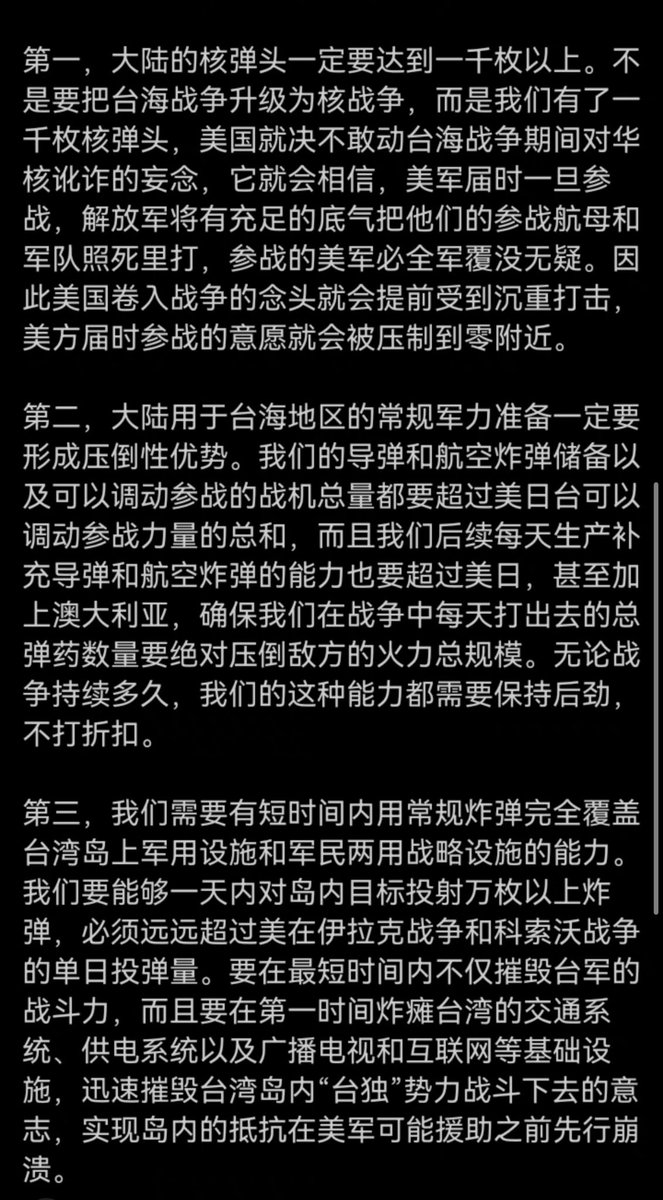 第一，大陆的核弹头一定要达到一千枚以上。不
是要把台海战争升级为核战争，而是我们有了一
千枚核弹头，美国就决不敢动台海战争期间对华
核讹诈的妄念，它就会相信，美军届时一旦参
战，解放军将有充足的底气把他们的参战航母和
军队照死里打，参战的美军必全军覆没无疑。因
此美国卷入战争的念头就会提前受到沉重打击，
美方届时参战的意愿就会被压制到零附近。
第二，大陆用于台海地区的常规军力准备一定要
形成压倒性优势。我们的导弹和航空炸弹储备以
及可以调动参战的战机总量都要超过美日台可以
调动参战力量的总和，而且我们后续每天生产补
充导弹和航空炸弹的能力也要超过美日，甚至加
上澳大利亚，确保我们在战争中每天打出去的总
弹药数量要绝对压倒敌方的火力总规模。无论战
争持续多久，我们的这种能力都需要保持后劲，
不打折扣。
第三，我们需要有短时间内用常规炸弹完全覆盖
台湾岛上军用设施和军民两用战略设施的能力。
我们要能够一天内对岛内目标投射万枚以上炸
弹，必须远远超过美在伊拉克战争和科索沃战争
的单日投弹量。要在最短时间内不仅摧毁台军的
战斗力，而且要在第一时间炸瘫台湾的交通系
统、供电系统以及广播电视和互联网等基础设
施，迅速摧毁台湾岛内“台独”势力战斗下去的意
志，实现岛内的抵抗在美军可能援助之前先行崩
溃。